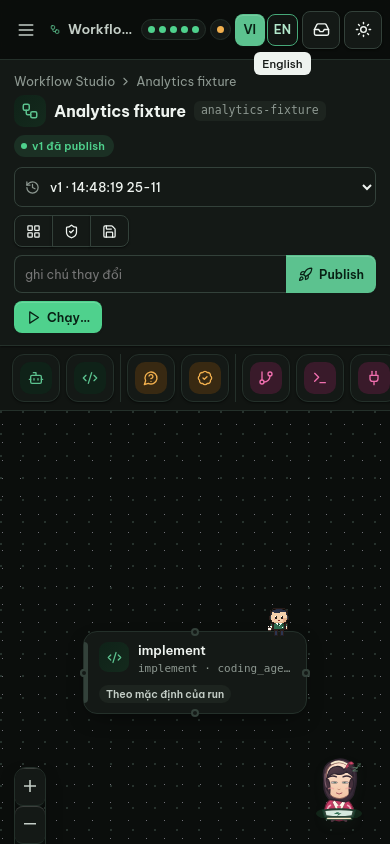 Workflo...
VI
EN
English
Workflow Studio > Analytics fixture
Analytics fixture
analytics-fixture
v1 đã publish
v1 · 14:48:19 25-11
ghi chú thay đổi
Publish
Chạy...
implement
implement · coding_age…
Theo mặc định của run